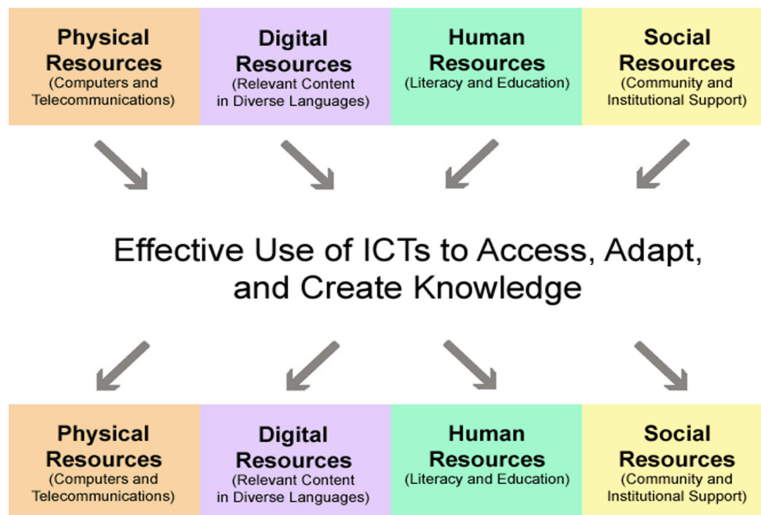 Physical
Resources
(Computers and
Telecommunications)
Digital
Resources
(Relevant Content
in Diverse Languages)
Human
Resources
(Literacy and Education)
Social
Resources
(Community and
Institutional Support)
Effective Use of ICTs to Access, Adapt,
and Create Knowledge
Physical
Resources
(Computers and
Telecommunications)
Digital
Resources
(Relevant Content
in Diverse Languages)
Human
Resources
(Literacy and Education)
Social
Resources
(Community and
Institutional Support)